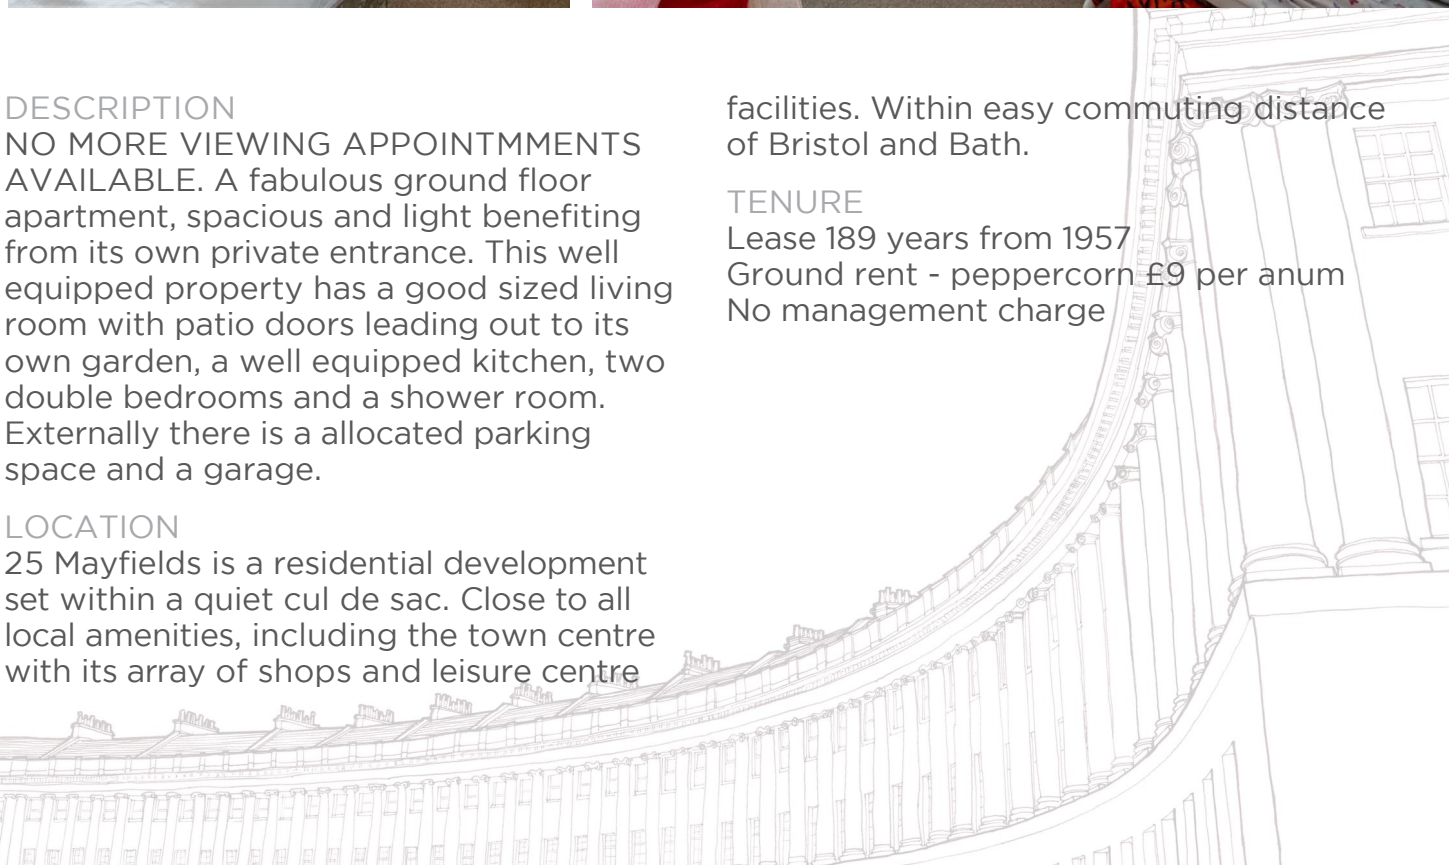 DESCRIPTION
NO MORE VIEWING APPOINTMMENTS
AVAILABLE. A fabulous ground floor
apartment, spacious and light benefiting
from its own private entrance. This well
equipped property has a good sized living
room with patio doors leading out to its
own garden, a well equipped kitchen, two
double bedrooms and a shower room.
Externally there is a allocated parking
space and a garage.
LOCATION
25 Mayfields is a residential development
set within a quiet cul de sac. Close to all
local amenities, including the town centre
with its array of shops and leisure centre
facilities. Within easy commuting distance
of Bristol and Bath.
TENURE
Lease 189 years from 1957
Ground rent - peppercorn £9 per anum
No management charge